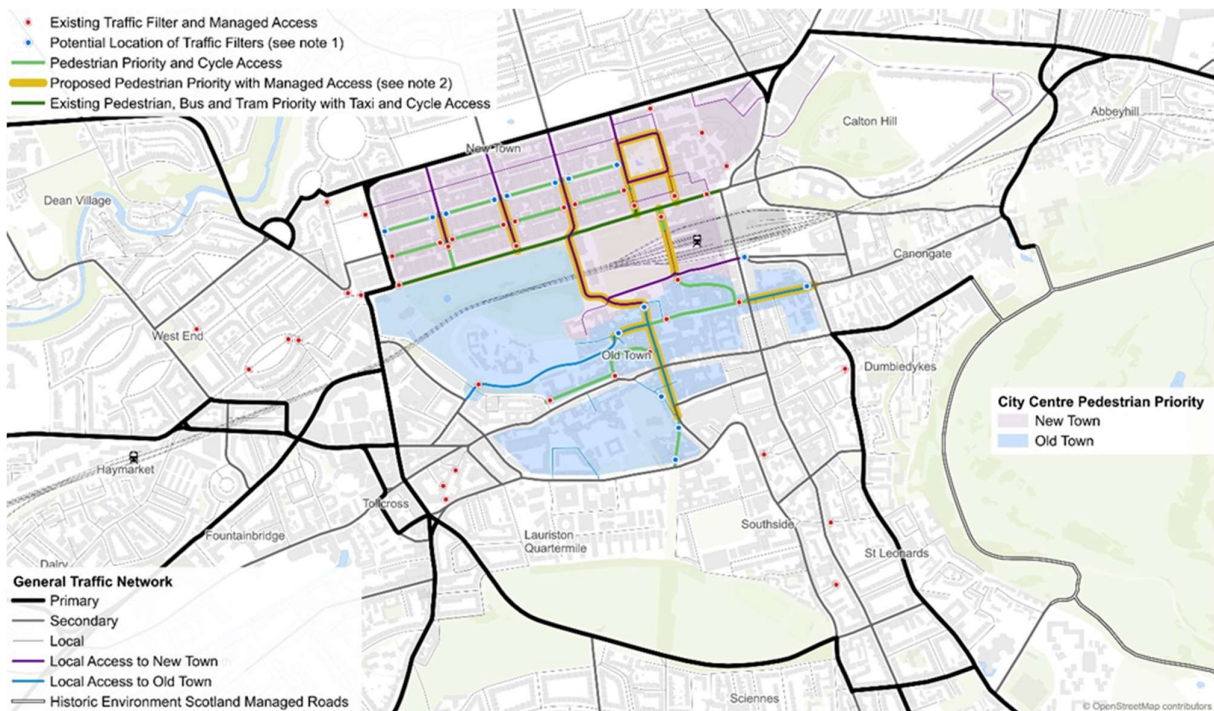 Existing Traffic Filter and Managed Access
Potential Location of Traffic Filters (see note 1)
Pedestrian Priority and Cycle Access
Proposed Pedestrian Priority with Managed Access (see note 2)
Existing Pedestrian, Bus and Tram Priority with Taxi and Cycle Access
Abbeyhill
Calton Hill
New Town
Dean Village
Canongate
West End
Old Town
Dumbiedykes
City Centre Pedestrian Priority
New Town
Old Town
Haymarket
Tollcross
Southside
Fountainbridge
Lauriston
Quartermile
St Leonards
Dalry
General Traffic Network
Primary
Secondary
Local
Local Access to New Town
Local Access to Old Town
Historic Environment Scotland Managed Roads
Sciennes
© OpenStreetMap contributors